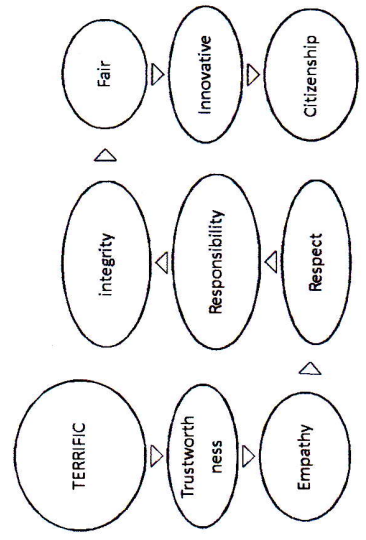 TERRIFIC
Trustworth
ness
Empathy
Respect
Responsibility
integrity
Fair
Innovative
Citizenship